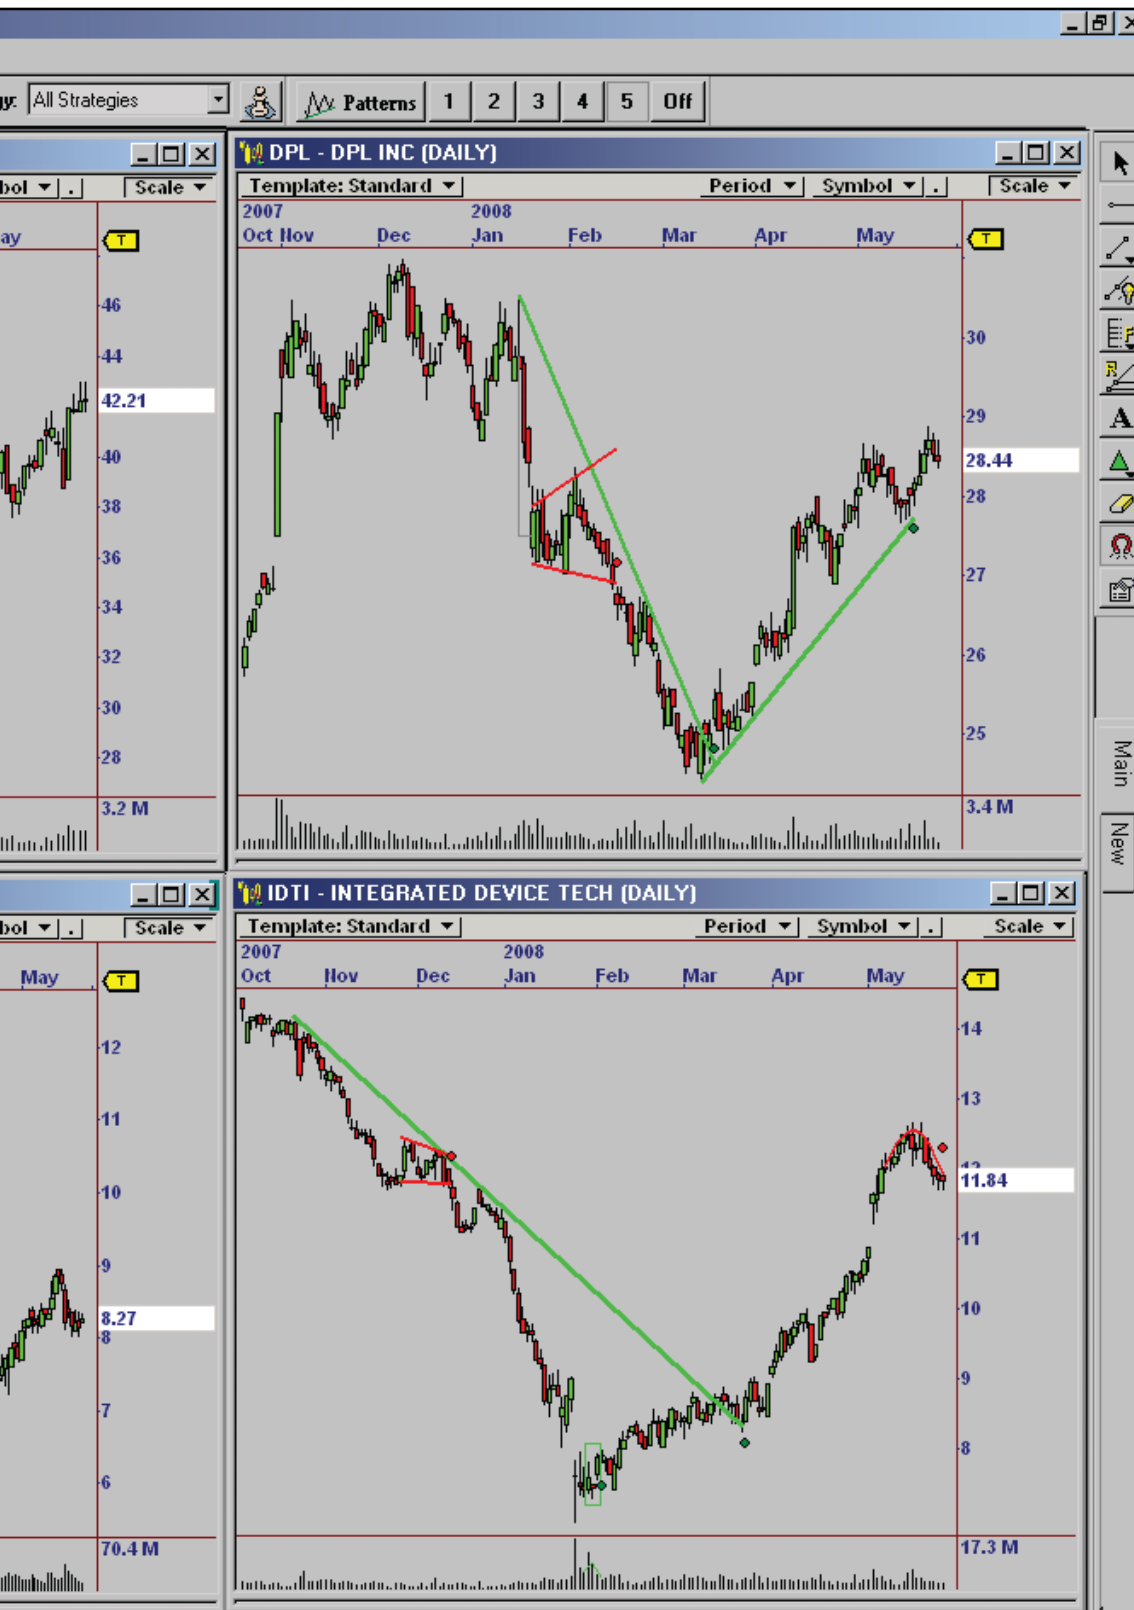 gy: All Strategies
Patterns 1 2 3 4 5 Off
bol . Scale
ay T
46
44
42.21
40
38
36
34
32
30
28
3.2 M
DPL - DPL INC (DAILY)
Template: Standard Period Symbol . Scale
2007 2008
Oct Nov Dec Jan Feb Mar Apr May T
30
29
28.44
28
27
26
25
3.4 M
bol . Scale
May T
12
11
10
9
8.27
8
7
6
70.4 M
IDTI - INTEGRATED DEVICE TECH (DAILY)
Template: Standard Period Symbol . Scale
2007 2008
Oct Nov Dec Jan Feb Mar Apr May T
14
13
12
11.84
11
10
9
8
17.3 M
F
R
A
Main
New